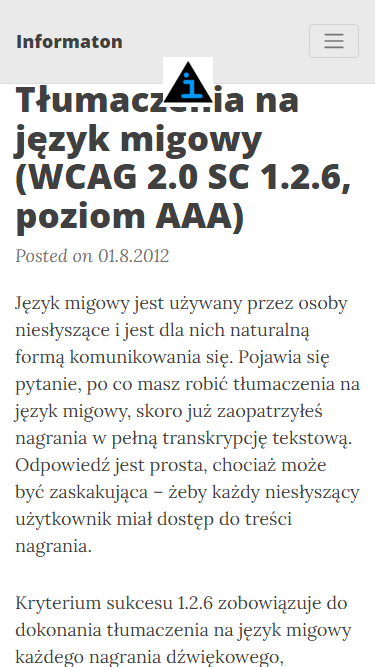 Informaton
Tłumaczenia na
język migowy
(WCAG 2.0 SC 1.2.6,
poziom AAA)
Posted on 01.8.2012
Język migowy jest używany przez osoby
niesłyszące i jest dla nich naturalną
formą komunikowania się. Pojawia się
pytanie, po co masz robić tłumaczenia na
język migowy, skoro już zaopatrzyłeś
nagrania w pełną transkrypcję tekstową.
Odpowiedź jest prosta, chociaż może
być zaskakująca – żeby każdy niesłyszący
użytkownik miał dostęp do treści
nagrania.
Kryterium sukcesu 1.2.6 zobowiązuje do
dokonania tłumaczenia na język migowy
każdego nagrania dźwiękowego,